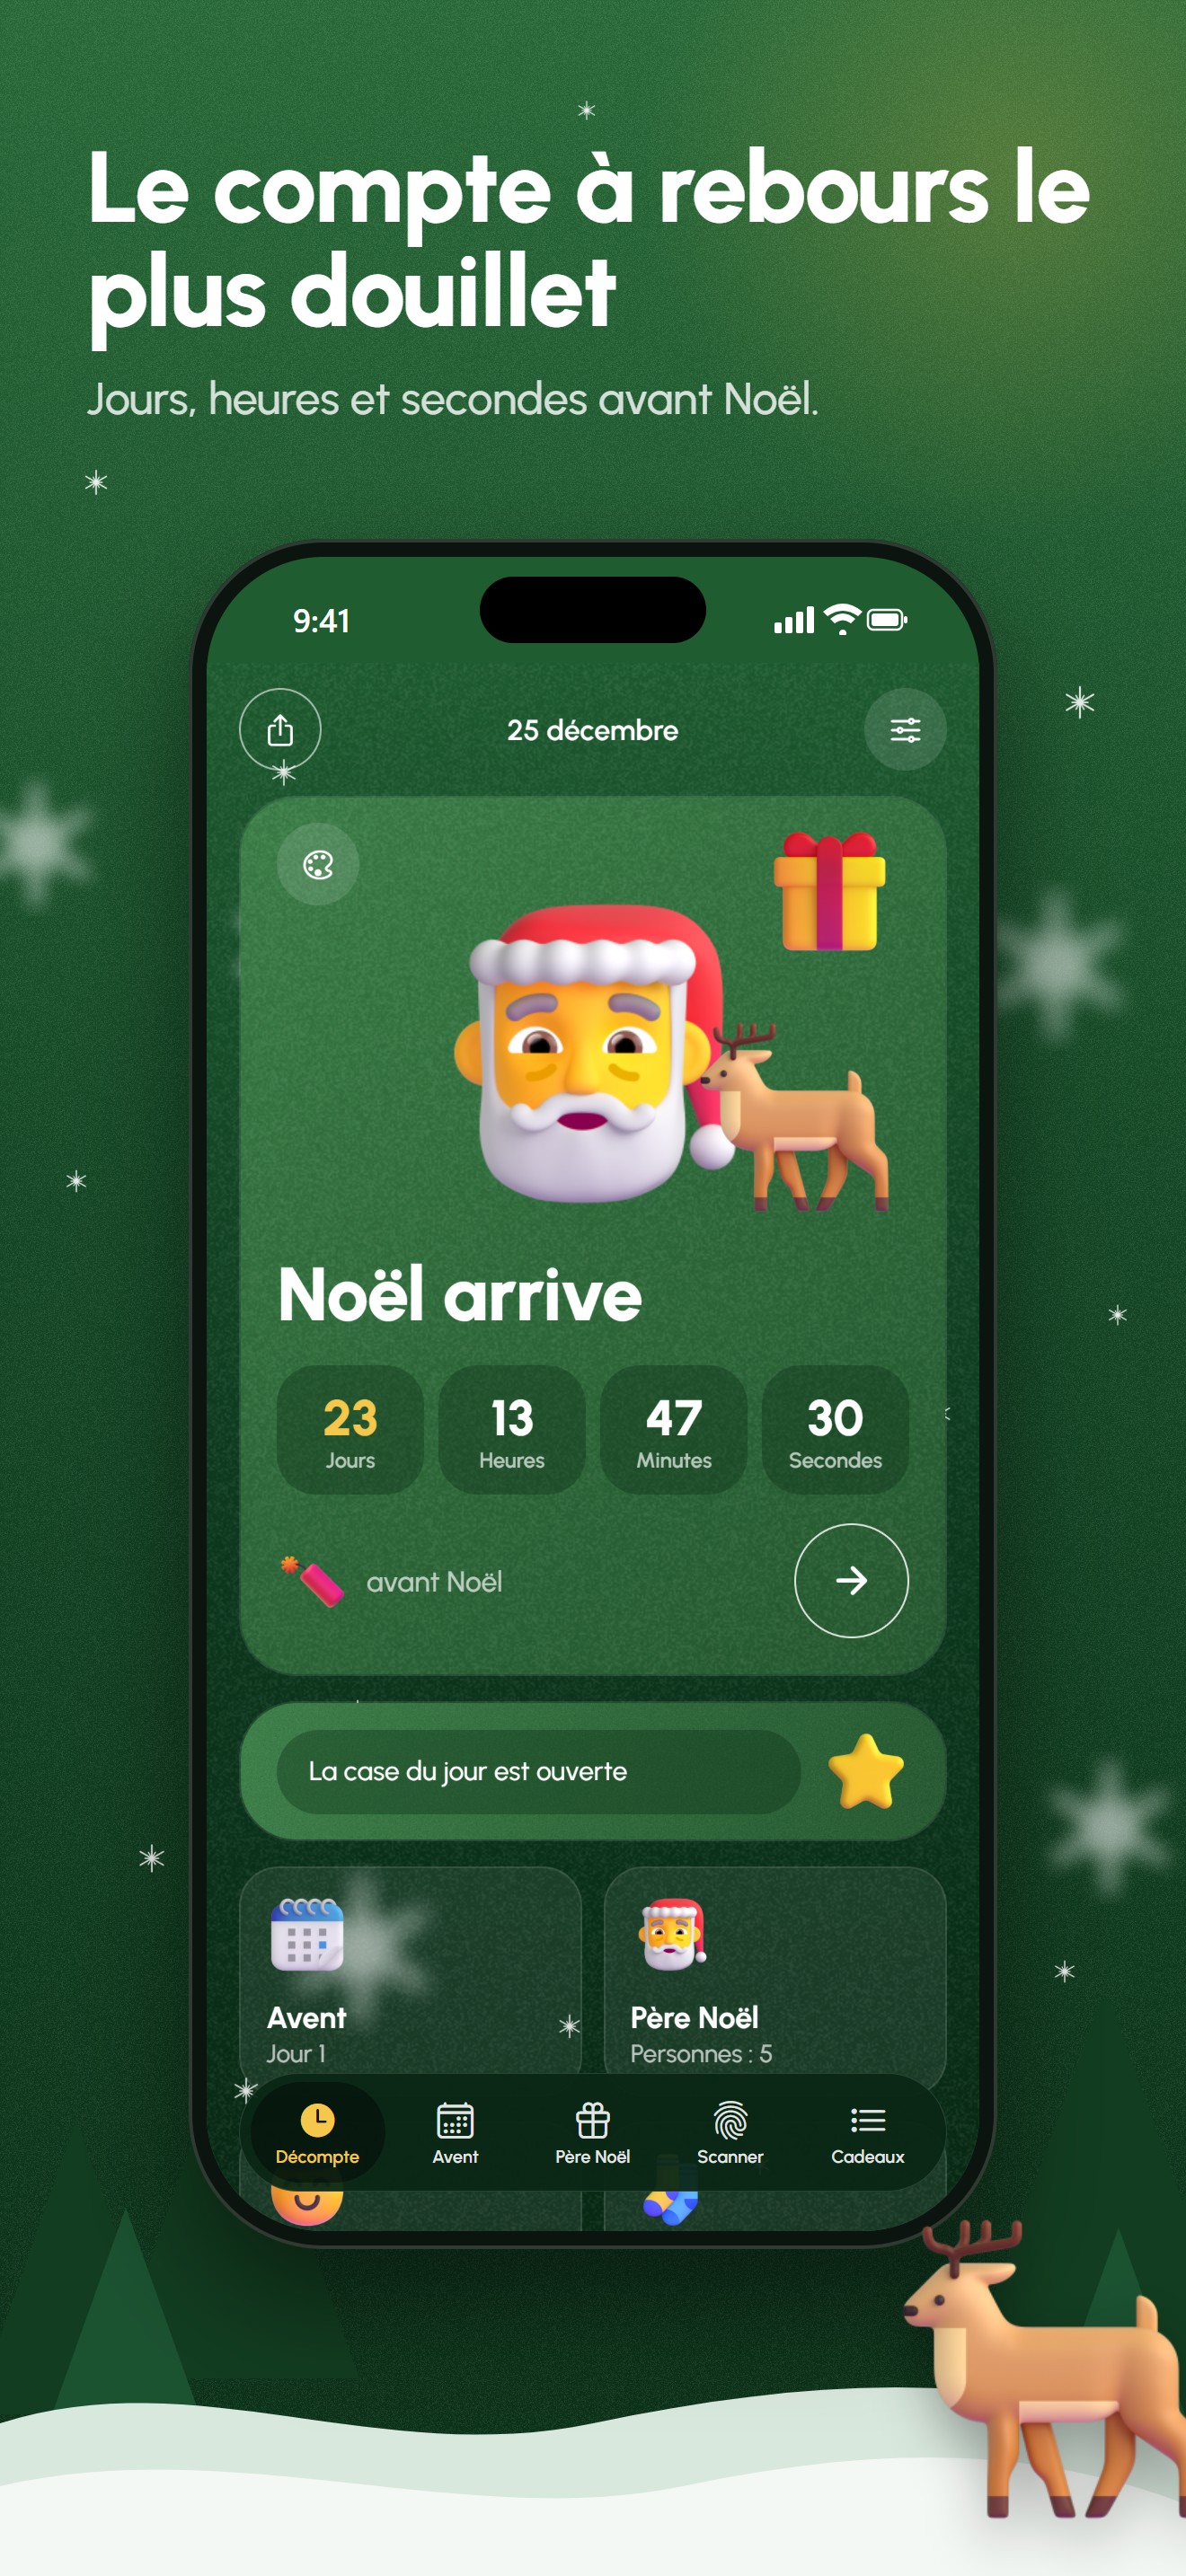 Le compte à rebours le
plus douillet
Jours, heures et secondes avant Noël.
9:41
25 décembre
Noël arrive
23 13 47 30
Jours Heures Minutes Secondes
avant Noël
La case du jour est ouverte
Avent Père Noël
Jour 1 Personnes : 5
Décompte Avent Père Noël Scanner Cadeaux